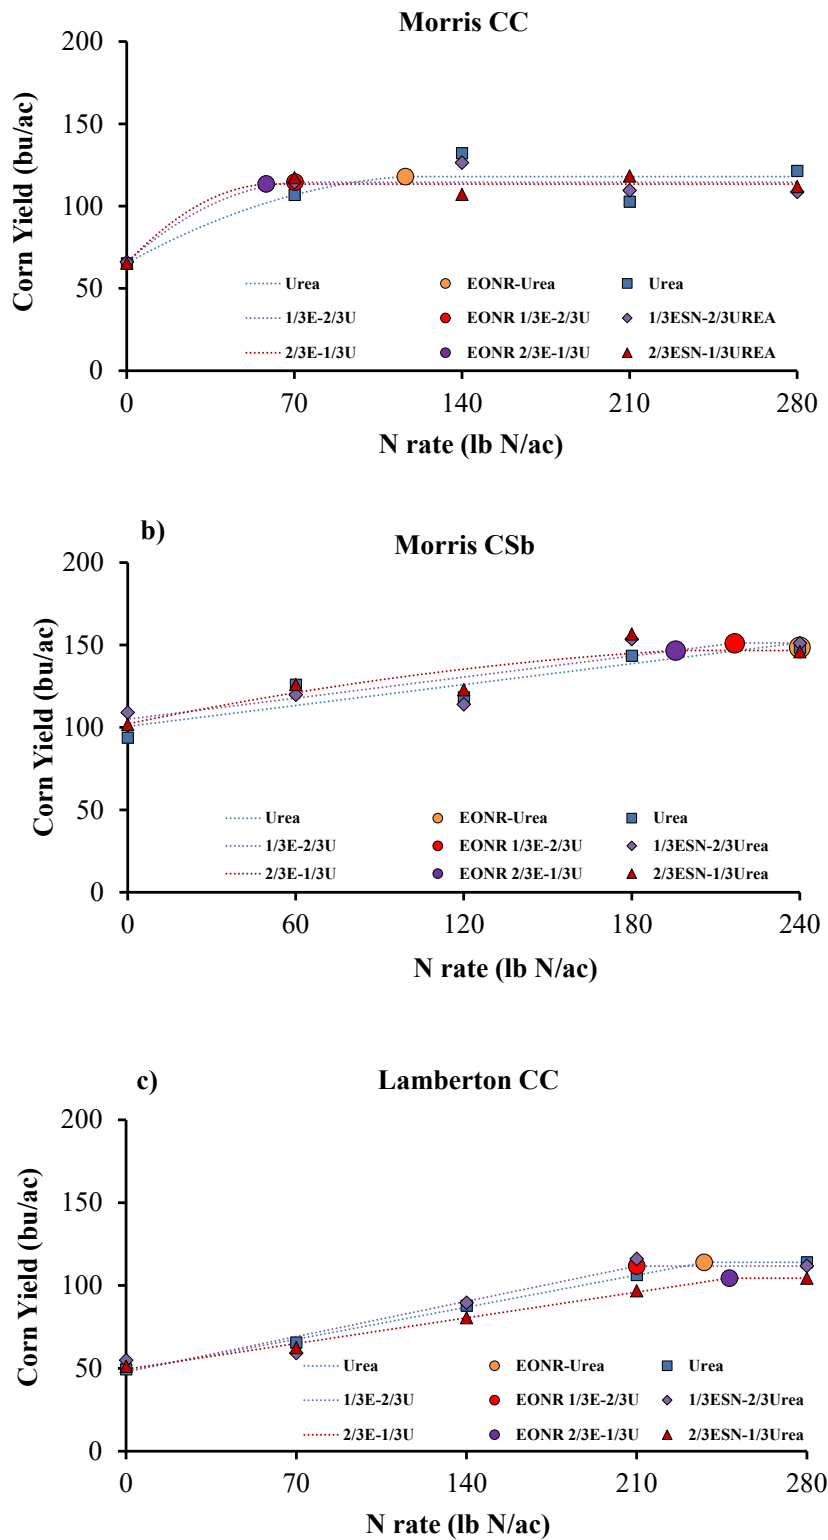 Morris CC
Corn Yield (bu/ac)
200
150
100
50
0
Urea EONR-Urea Urea
1/3E-2/3U EONR 1/3E-2/3U 1/3ESN-2/3UREA
2/3E-1/3U EONR 2/3E-1/3U 2/3ESN-1/3UREA
0 70 140 210 280
N rate (lb N/ac)
b) Morris CSb
Corn Yield (bu/ac)
200
150
100
50
0
Urea EONR-Urea Urea
1/3E-2/3U EONR 1/3E-2/3U 1/3ESN-2/3Urea
2/3E-1/3U EONR 2/3E-1/3U 2/3ESN-1/3Urea
0 60 120 180 240
N rate (lb N/ac)
c) Lamberton CC
Corn Yield (bu/ac)
200
150
100
50
0
Urea EONR-Urea Urea
1/3E-2/3U EONR 1/3E-2/3U 1/3ESN-2/3Urea
2/3E-1/3U EONR 2/3E-1/3U 2/3ESN-1/3Urea
0 70 140 210 280
N rate (lb N/ac)